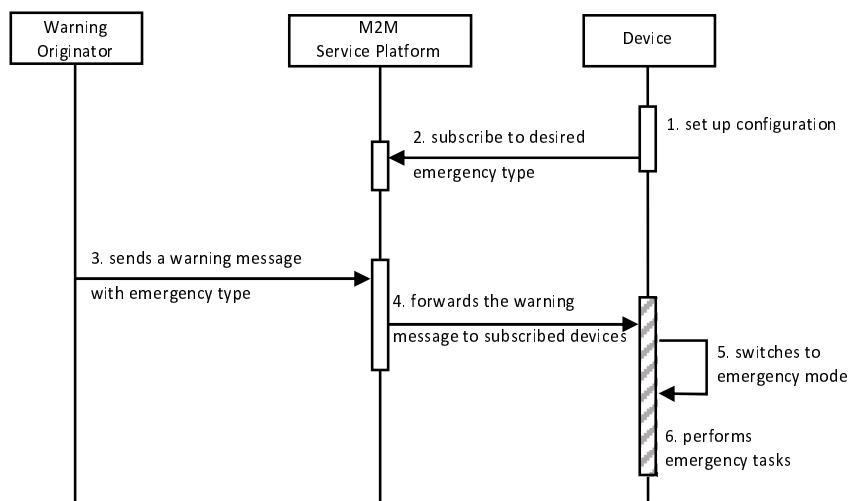 Warning
Originator
M2M
Service Platform
Device
1. set up configuration
2. subscribe to desired
emergency type
3. sends a warning message
with emergency type
4. forwards the warning
message to subscribed devices
5. switches to
emergency mode
6. performs
emergency tasks